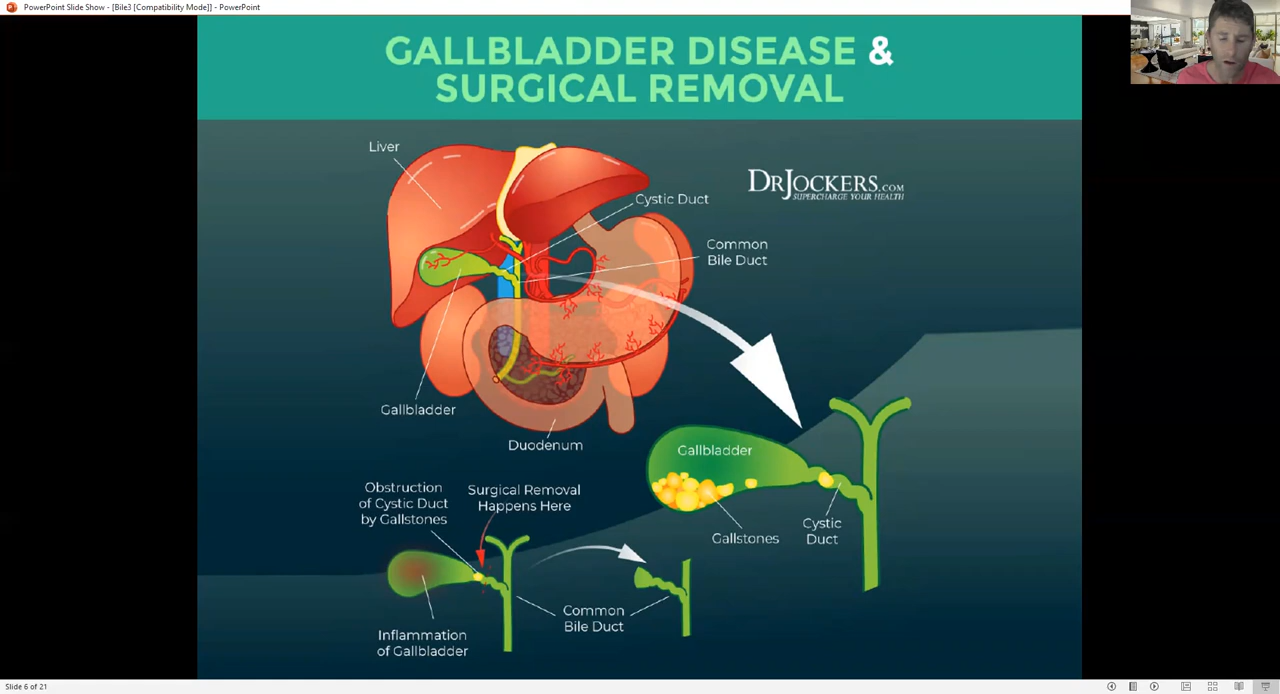 PowerPoint Slide Show - [Bile3 [Compatibility Mode]] - PowerPoint
GALLBLADDER DISEASE &
SURGICAL REMOVAL
Liver
DRJOCKERS.COM
SUPERCHARGE YOUR HEALTH
Cystic Duct
Common
Bile Duct
Gallbladder
Duodenum
Gallbladder
Obstruction
of Cystic Duct
by Gallstones
Surgical Removal
Happens Here
Gallstones
Cystic
Duct
Common
Bile Duct
Inflammation
of Gallbladder
Slide 6 of 21